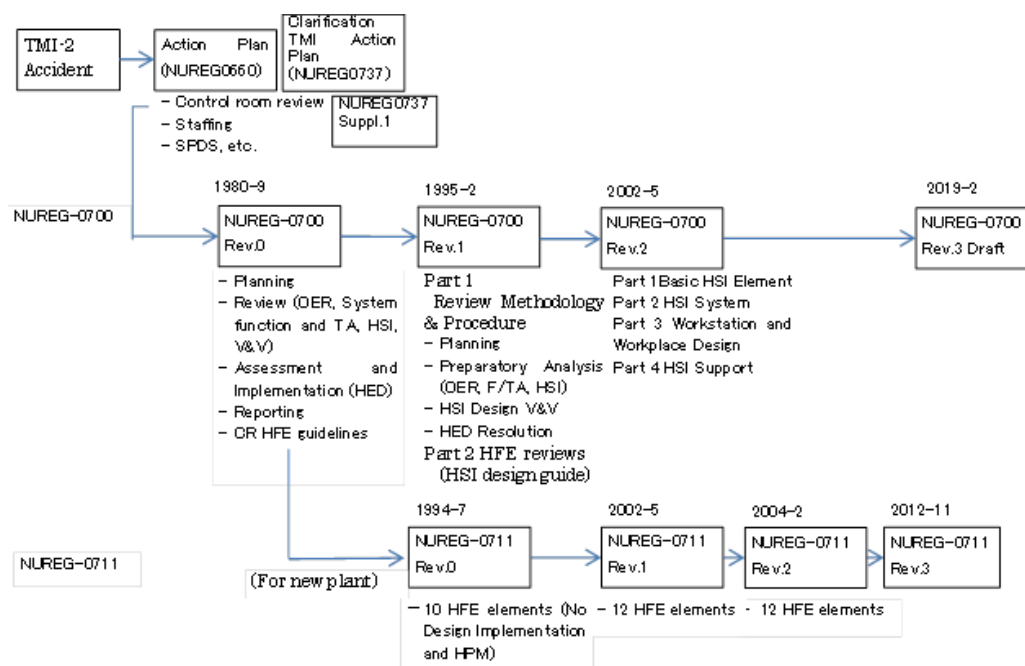 TMI-2
Accident
Action Plan
(NUREG0660)
Clarification
TMI Action
Plan
(NUREG0737)
- Control room review
- Staffing
- SPDS, etc.
NUREG0737
Suppl.1
NUREG-0700
1980-9
NUREG-0700
Rev.0
1995-2
NUREG-0700
Rev.1
2002-5
NUREG-0700
Rev.2
2019-2
NUREG-0700
Rev.3 Draft
- Planning
- Review (OER, System
function and TA, HSI,
V&V)
- Assessment and
Implementation (HED)
- Reporting
- CR HFE guidelines
Part 1
Review Methodology
& Procedure
- Planning
- Preparatory Analysis
(OER, F/TA, HSI)
- HSI Design V&V
- HED Resolution
Part 2 HFE reviews
(HSI design guide)
Part 1Basic HSI Element
Part 2 HSI System
Part 3 Workstation and
Workplace Design
Part 4 HSI Support
NUREG-0711
(For new plant)
1994-7
NUREG-0711
Rev.0
2002-5
NUREG-0711
Rev.1
2004-2
NUREG-0711
Rev.2
2012-11
NUREG-0711
Rev.3
- 10 HFE elements (No
Design Implementation
and HPM)
- 12 HFE elements
- 12 HFE elements